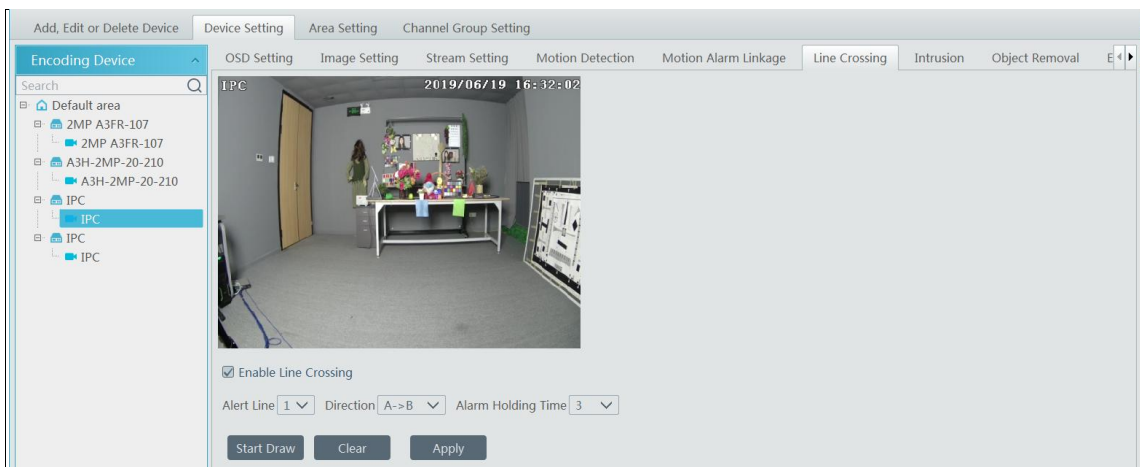 Add, Edit or Delete Device Device Setting Area Setting Channel Group Setting
Encoding Device
OSD Setting Image Setting Stream Setting Motion Detection Motion Alarm Linkage Line Crossing Intrusion Object Removal
Search
Default area
2MP A3FR-107
2MP A3FR-107
A3H-2MP-20-210
A3H-2MP-20-210
IPC
IPC
IPC
IPC
IPC 2019/06/19 16:32:02
Enable Line Crossing
Alert Line 1 Direction A->B Alarm Holding Time 3
Start Draw Clear Apply